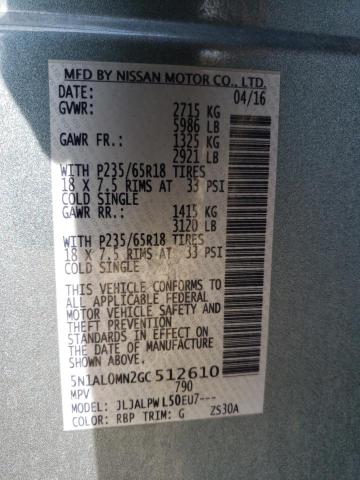 MFD BY NISSAN MOTOR CO., LTD.
DATE: 04/16
GVWR: 2715 KG
5986 LB
GAWR FR.: 1325 KG
2921 LB
WITH P235/65R18 TIRES
18 X 7.5 RIMS AT 33 PSI
COLD SINGLE
GAWR RR.: 1415 KG
3120 LB
WITH P235/65R18 TIRES
18 X 7.5 RIMS AT 33 PSI
COLD SINGLE
THIS VEHICLE CONFORMS TO
ALL APPLICABLE FEDERAL
MOTOR VEHICLE SAFETY AND
THEFT PREVENTION
STANDARDS IN EFFECT ON
THE DATE OF MANUFACTURE
SHOWN ABOVE.
5N1AL0MN2GC512610
MPV 790
MODEL: JLJALPWL50EU7---
COLOR: RBP TRIM: G ZS30A